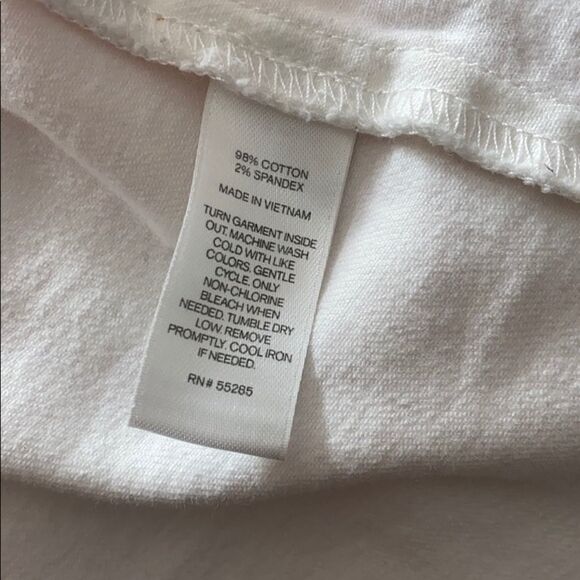 98% COTTON
2% SPANDEX
MADE IN VIETNAM
TURN GARMENT INSIDE
OUT. MACHINE WASH
COLD WITH LIKE
COLORS. GENTLE
CYCLE. ONLY
NON-CHLORINE
BLEACH WHEN
NEEDED. TUMBLE DRY
LOW. REMOVE
PROMPTLY. COOL IRON
IF NEEDED.
RN# 55285